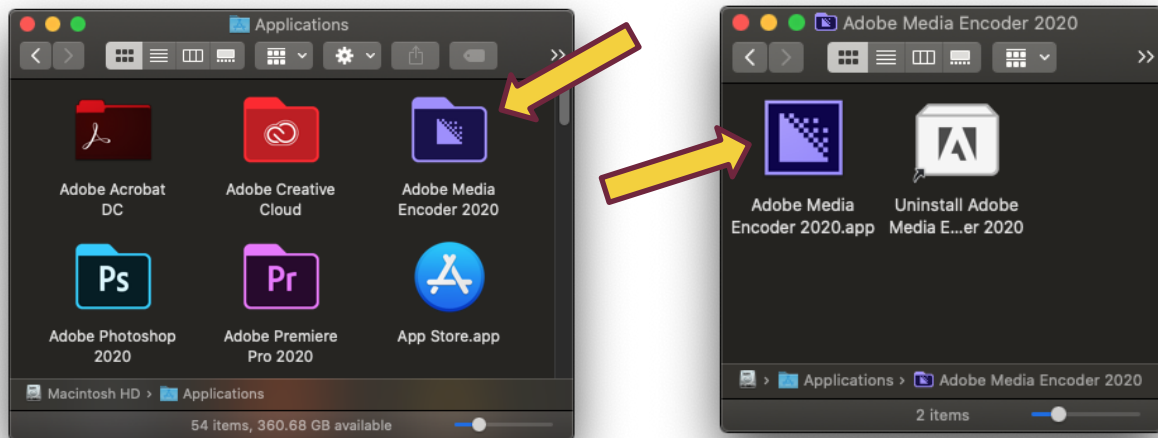 Applications
Adobe Acrobat
DC
Adobe Creative
Cloud
Adobe Media
Encoder 2020
Ps
Pr
Adobe Photoshop
2020
Adobe Premiere
Pro 2020
App Store.app
Macintosh HD › Applications
54 items, 360.68 GB available
Adobe Media Encoder 2020
Adobe Media
Encoder 2020.app
Uninstall Adobe
Media E...er 2020
› Applications › Adobe Media Encoder 2020
2 items